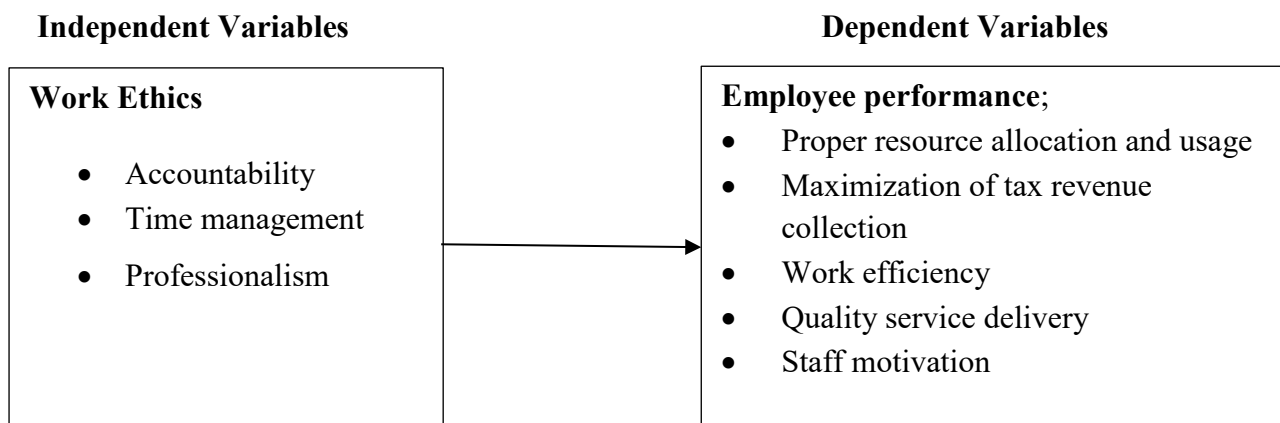 Independent Variables
Dependent Variables
Work Ethics
• Accountability
• Time management
• Professionalism
Employee performance;
• Proper resource allocation and usage
• Maximization of tax revenue
collection
• Work efficiency
• Quality service delivery
• Staff motivation